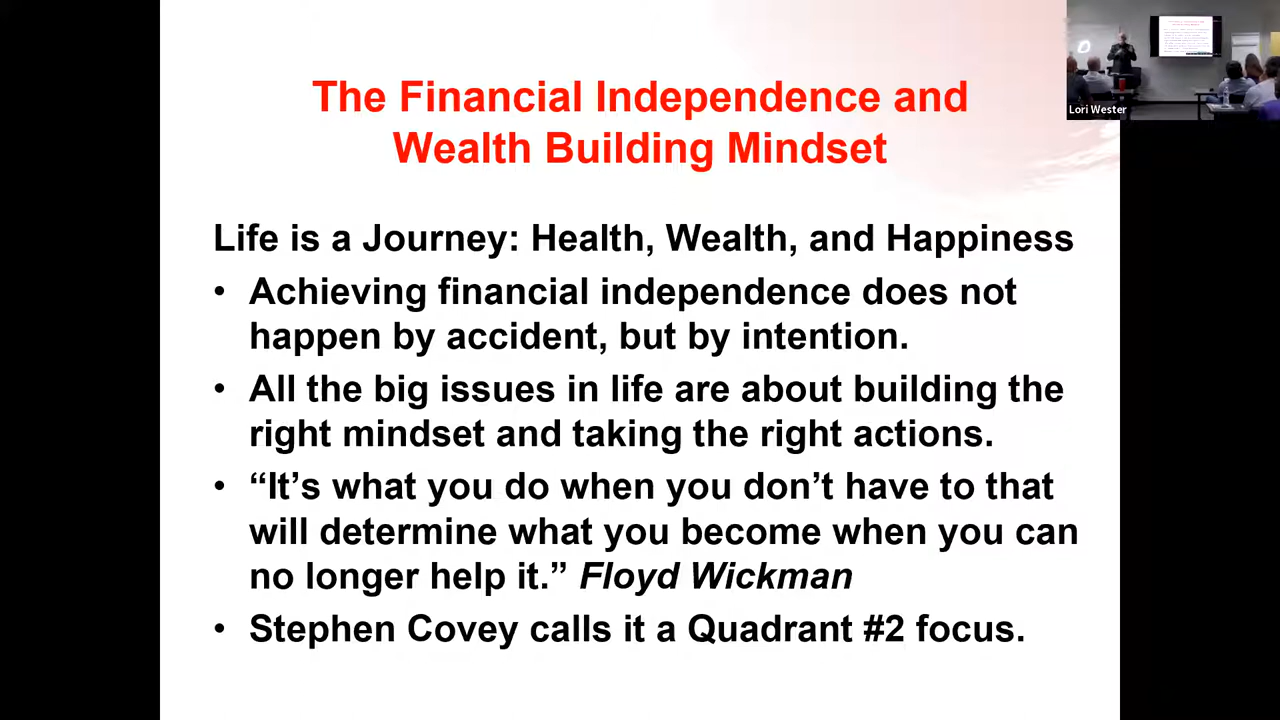 The Financial Independence and
Wealth Building Mindset
Life is a Journey: Health, Wealth, and Happiness
• Achieving financial independence does not
happen by accident, but by intention.
• All the big issues in life are about building the
right mindset and taking the right actions.
• “It’s what you do when you don’t have to that
will determine what you become when you can
no longer help it.” Floyd Wickman
• Stephen Covey calls it a Quadrant #2 focus.
Lori Wester